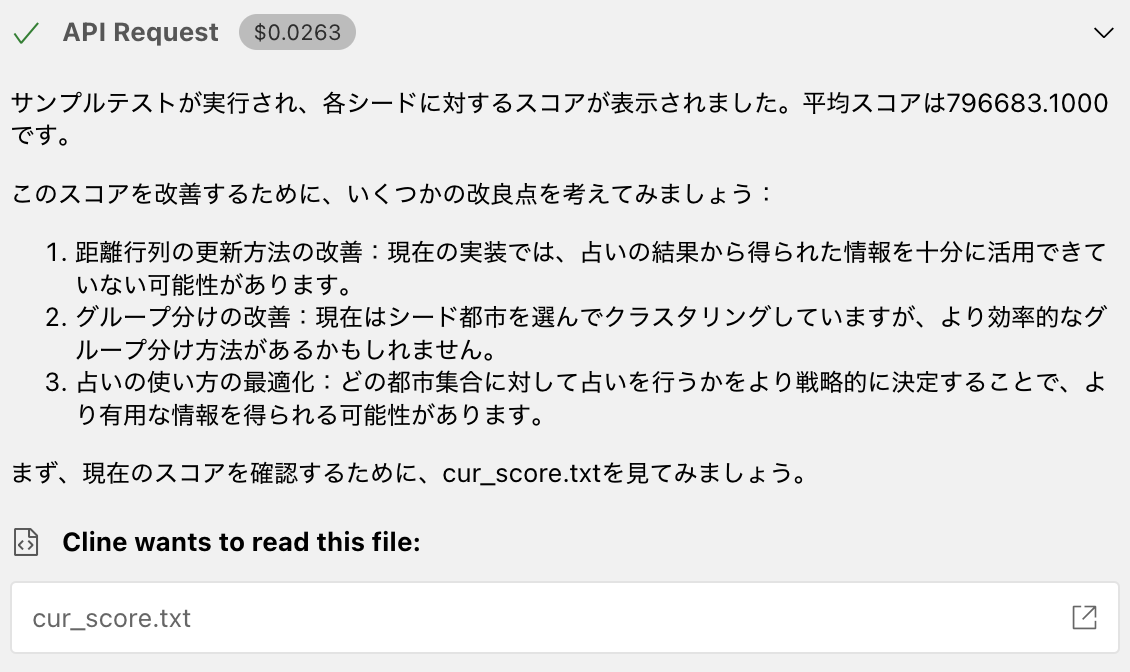 API Request $0.0263
サンプルテストが実行され、各シードに対するスコアが表示されました。平均スコアは796683.1000
です。
このスコアを改善するために、いくつかの改良点を考えてみましょう：
1. 距離行列の更新方法の改善：現在の実装では、占いの結果から得られた情報を十分に活用できて
いない可能性があります。
2. グループ分けの改善：現在はシード都市を選んでクラスタリングしていますが、より効率的なグ
ループ分け方法があるかもしれません。
3. 占いの使い方の最適化：どの都市集合に対して占いを行うかをより戦略的に決定することで、よ
り有用な情報を得られる可能性があります。
まず、現在のスコアを確認するために、cur_score.txtを見てみましょう。
Cline wants to read this file:
cur_score.txt